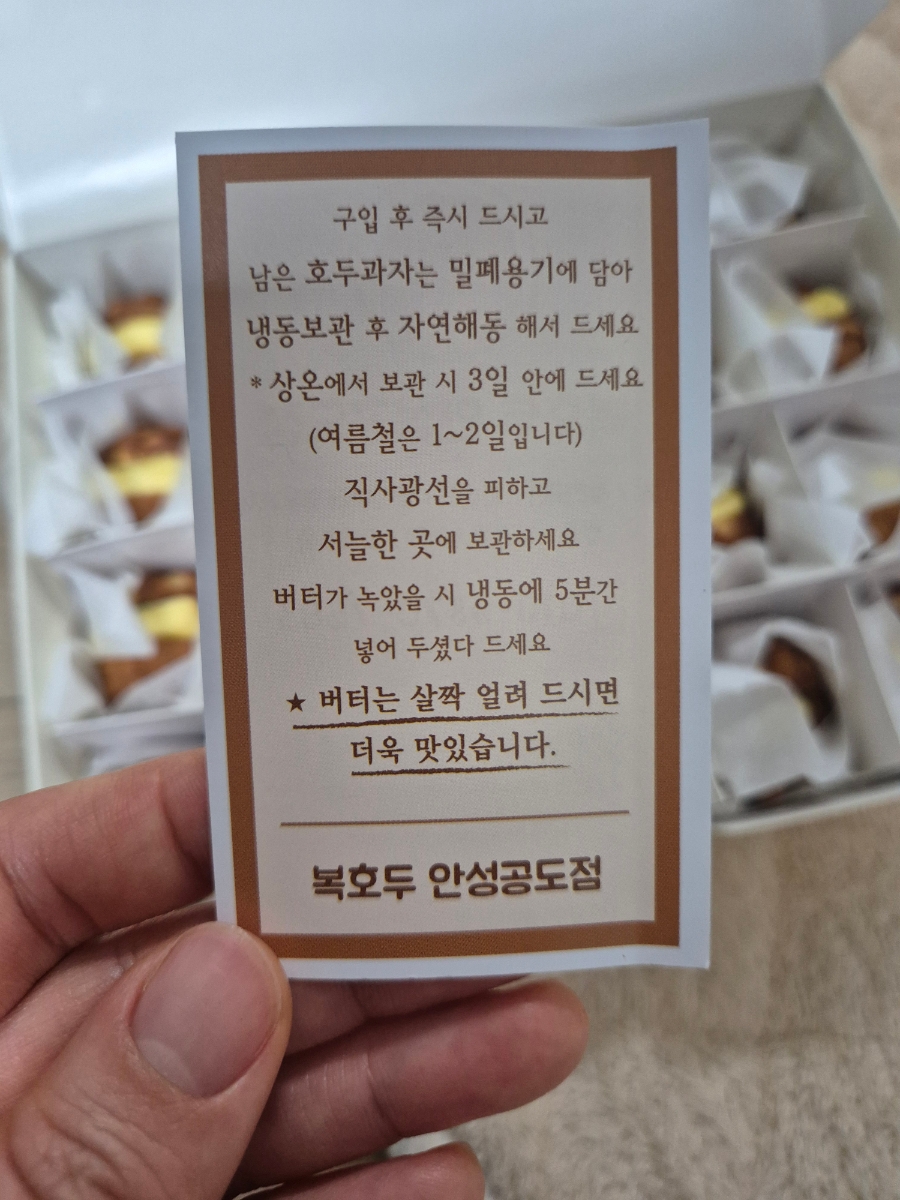 구입 후 즉시 드시고
남은 호두과자는 밀폐용기에 담아
냉동보관 후 자연해동 해서 드세요
* 상온에서 보관 시 3일 안에 드세요
(여름철은 1~2일입니다)
직사광선을 피하고
서늘한 곳에 보관하세요
버터가 녹았을 시 냉동에 5분간
넣어 두셨다 드세요
★ 버터는 살짝 얼려 드시면
더욱 맛있습니다.
복호두 안성공도점